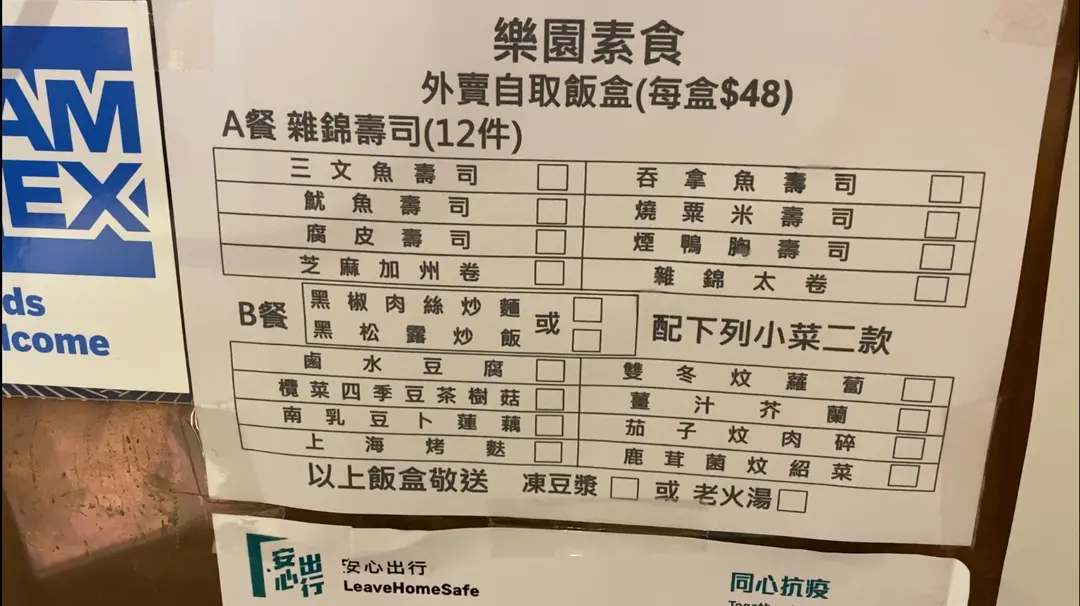 樂園素食
外賣自取飯盒(每盒$48)
A餐 雜錦壽司(12件)
三文魚壽司 □ 吞拿魚壽司 □
魷魚壽司 □ 燒粟米壽司 □
腐皮壽司 □ 煙鴨胸壽司 □
芝麻加州卷 □ 雜錦太卷 □
B餐 黑椒肉絲炒麵 □ 或 黑松露炒飯 □ 配下列小菜二款
鹵水豆腐 □ 雙冬炆蘿蔔 □
欖菜四季豆茶樹菇 □ 薑汁芥蘭 □
南乳豆卜蓮藕 □ 茄子炆肉碎 □
上海烤麩 □ 鹿茸菌炆紹菜 □
以上飯盒敬送 凍豆漿 □ 或 老火湯 □
AM
EX
ds
lcome
安心出行
安心出行
LeaveHomeSafe
同心抗疫